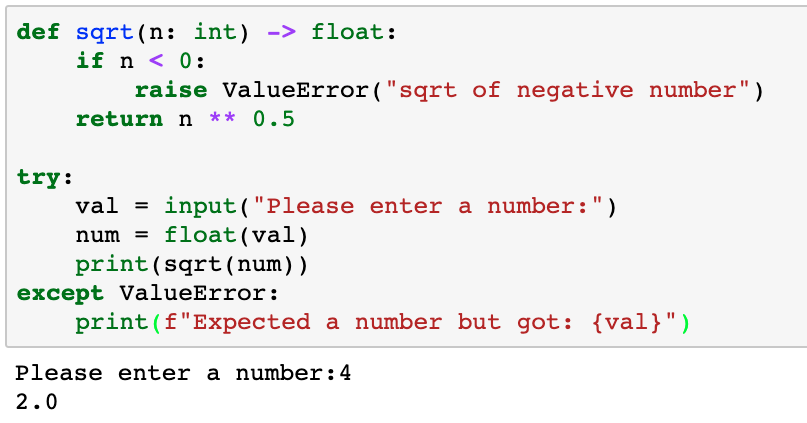 def sqrt(n: int) -> float:
    if n < 0:
        raise ValueError("sqrt of negative number")
    return n ** 0.5

try:
    val = input("Please enter a number:")
    num = float(val)
    print(sqrt(num))
except ValueError:
    print(f"Expected a number but got: {val}")
Please enter a number:4
2.0